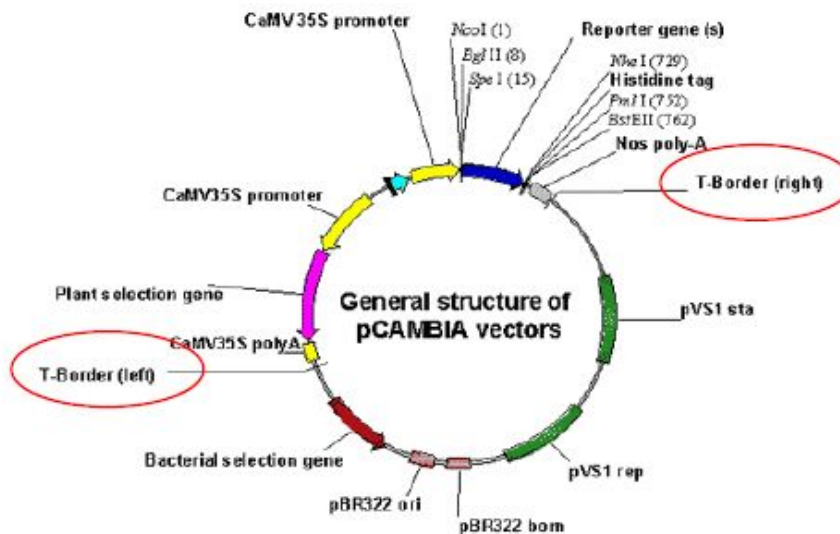 CaMV35S promoter
NcoI (1)
BglII (8)
SpeI (15)
Reporter gene (s)
NheI (729)
Histidine tag
PmlI (752)
BstEII (762)
Nos poly-A
T-Border (right)
CaMV35S promoter
Plant selection gene
General structure of
pCAMBIA vectors
pVS1 sta
CaMV35S polyA
T-Border (left)
Bacterial selection gene
pVS1 rep
pBR322 ori
pBR322 bom